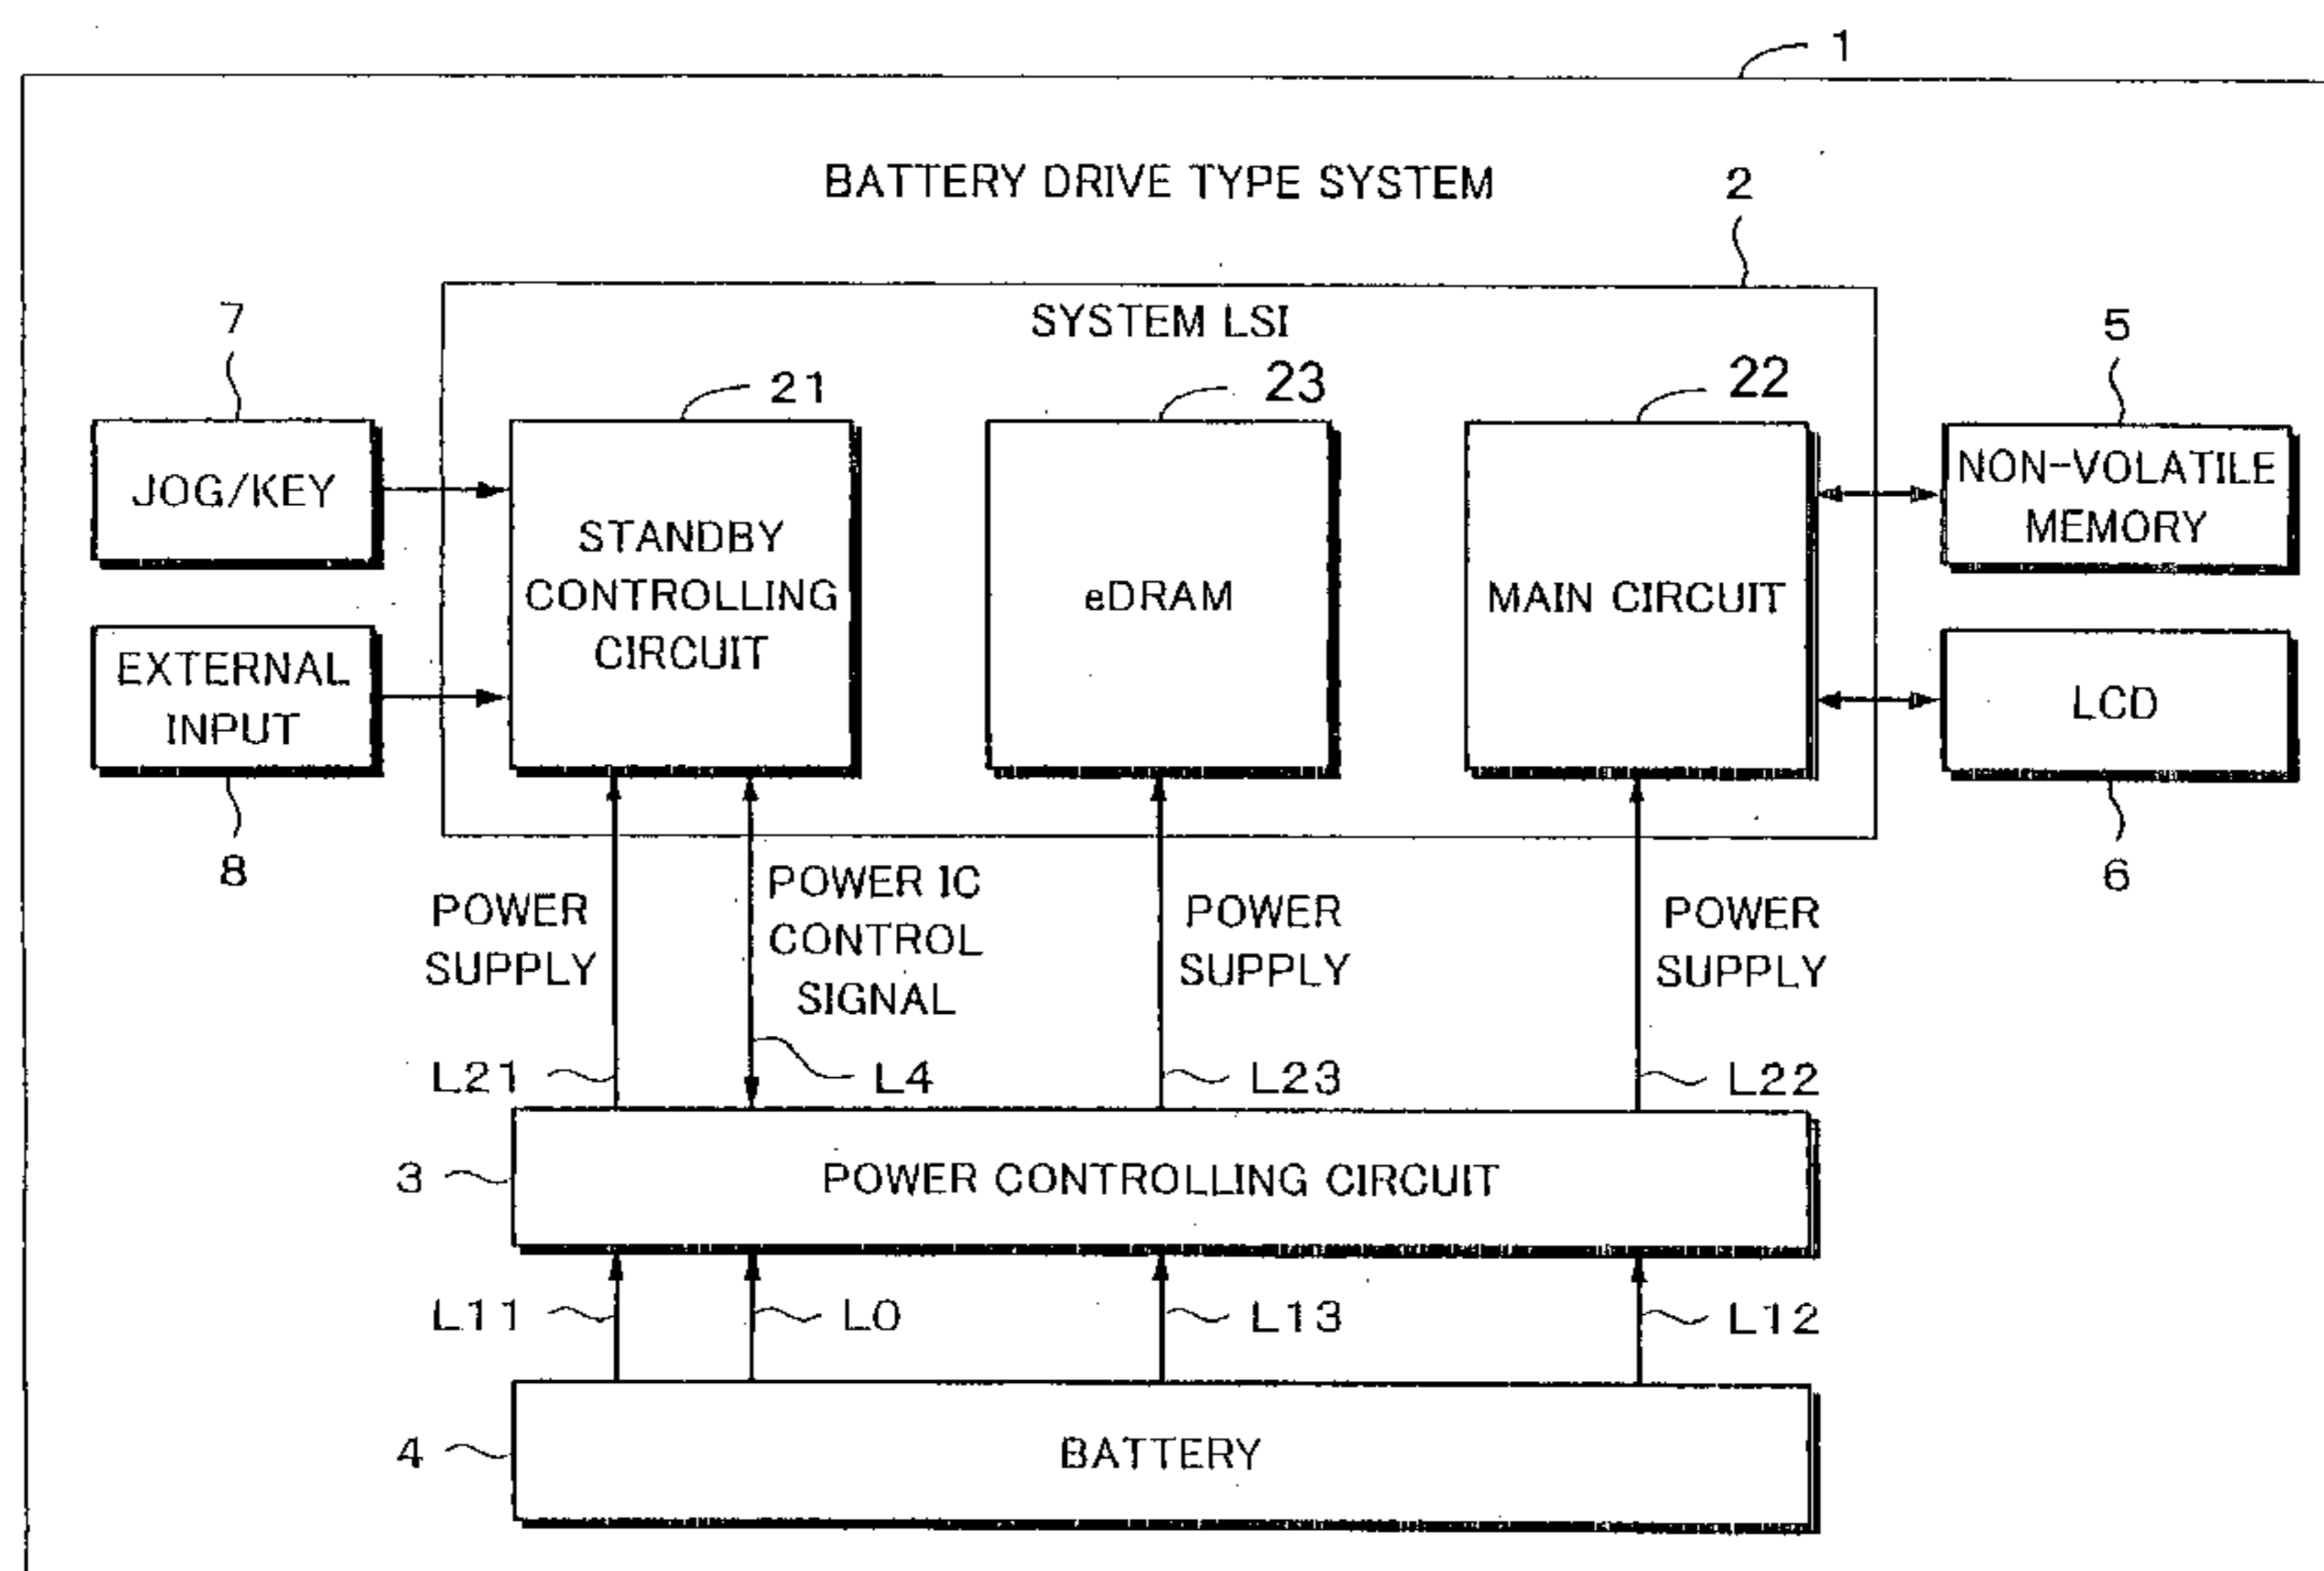 1
BATTERY DRIVE TYPE SYSTEM
2
SYSTEM LSI
7
21
23
22
5
JOG/KEY
STANDBY
CONTROLLING
CIRCUIT
eDRAM
MAIN CIRCUIT
NON-VOLATILE
MEMORY
EXTERNAL
INPUT
LCD
8
6
POWER
SUPPLY
POWER IC
CONTROL
SIGNAL
POWER
SUPPLY
POWER
SUPPLY
L21
L4
L23
L22
3
POWER CONTROLLING CIRCUIT
L11
L0
L13
L12
4
BATTERY